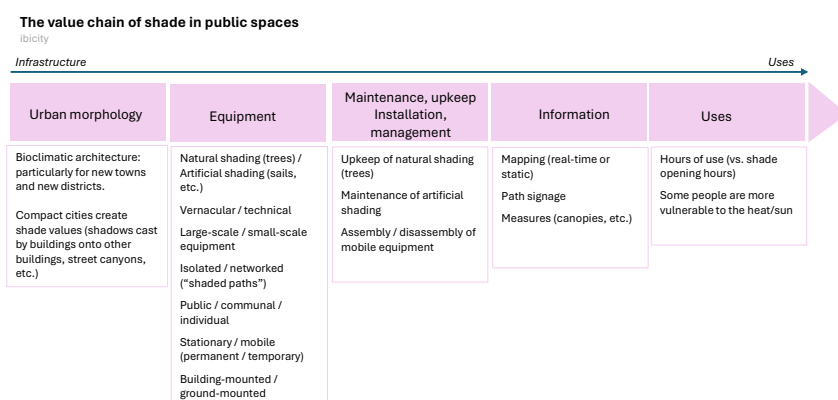 The value chain of shade in public spaces
ibicity
Infrastructure
Uses
Urban morphology
Equipment
Maintenance, upkeep
Installation,
management
Information
Uses
Bioclimatic architecture:
particularly for new towns
and new districts.
Compact cities create
shade values (shadows cast
by buildings onto other
buildings, street canyons,
etc.)
Natural shading (trees) /
Artificial shading (sails,
etc.)
Vernacular / technical
Large-scale / small-scale
equipment
Isolated / networked
(“shaded paths”)
Public / communal /
individual
Stationary / mobile
(permanent / temporary)
Building-mounted /
ground-mounted
Upkeep of natural shading
(trees)
Maintenance of artificial
shading
Assembly / disassembly of
mobile equipment
Mapping (real-time or
static)
Path signage
Measures (canopies, etc.)
Hours of use (vs. shade
opening hours)
Some people are more
vulnerable to the heat/sun